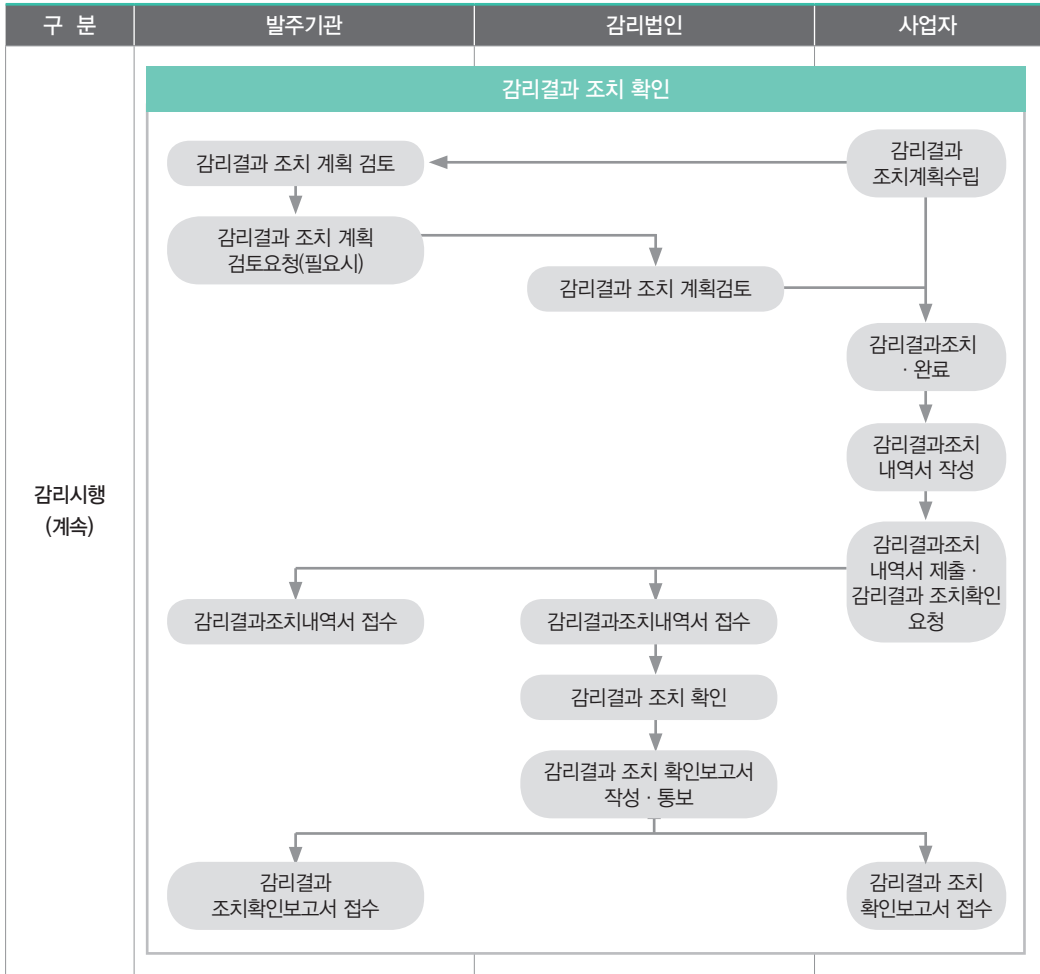 구 분 발주기관 감리법인 사업자
감리결과 조치 확인
감리결과 조치 계획 검토
감리결과
조치계획수립
감리결과 조치 계획
검토요청(필요시)
감리결과 조치 계획검토
감리결과조치
· 완료
감리결과조치
내역서 작성
감리시행
(계속)
감리결과조치
내역서 제출 ·
감리결과 조치확인
요청
감리결과조치내역서 접수
감리결과조치내역서 접수
감리결과 조치 확인
감리결과 조치 확인보고서
작성 · 통보
감리결과
조치확인보고서 접수
감리결과 조치
확인보고서 접수